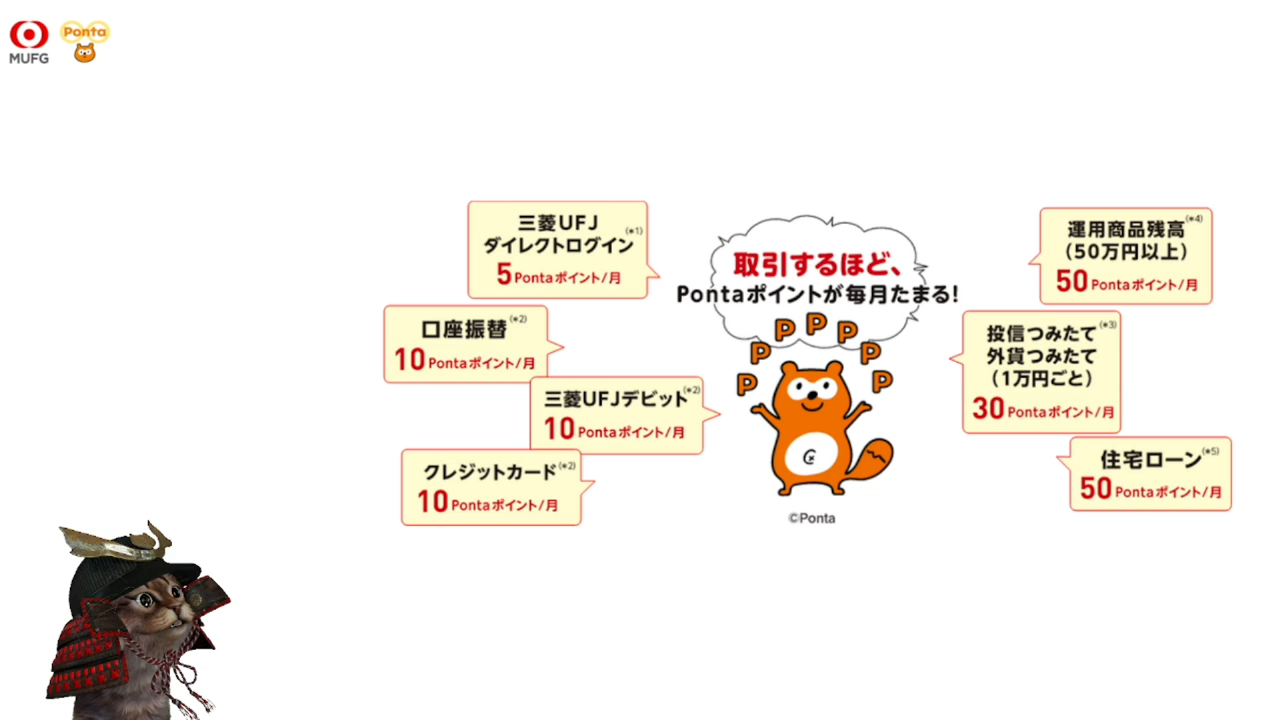 MUFG
Ponta
三菱UFJ
ダイレクトログイン(*1)
5Pontaポイント/月
口座振替(*2)
10Pontaポイント/月
三菱UFJデビット(*2)
10Pontaポイント/月
クレジットカード(*2)
10Pontaポイント/月
取引するほど、
Pontaポイントが毎月たまる!
P P P P P P P
©Ponta
運用商品残高(*4)
(50万円以上)
50Pontaポイント/月
投信つみたて(*3)
外貨つみたて
(1万円ごと)
30Pontaポイント/月
住宅ローン(*5)
50Pontaポイント/月